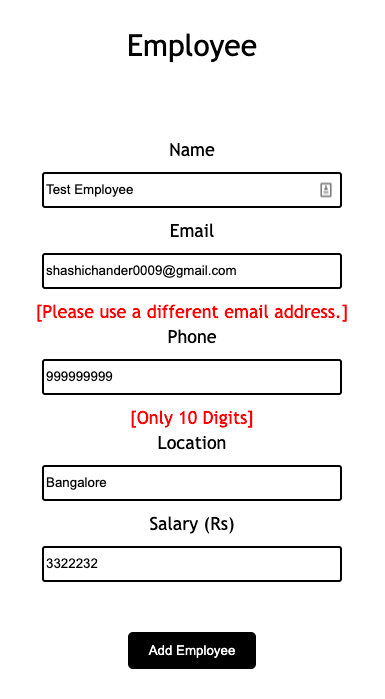 Employee
Name
Test Employee
Email
shashichander0009@gmail.com
[Please use a different email address.]
Phone
999999999
[Only 10 Digits]
Location
Bangalore
Salary (Rs)
3322232
Add Employee